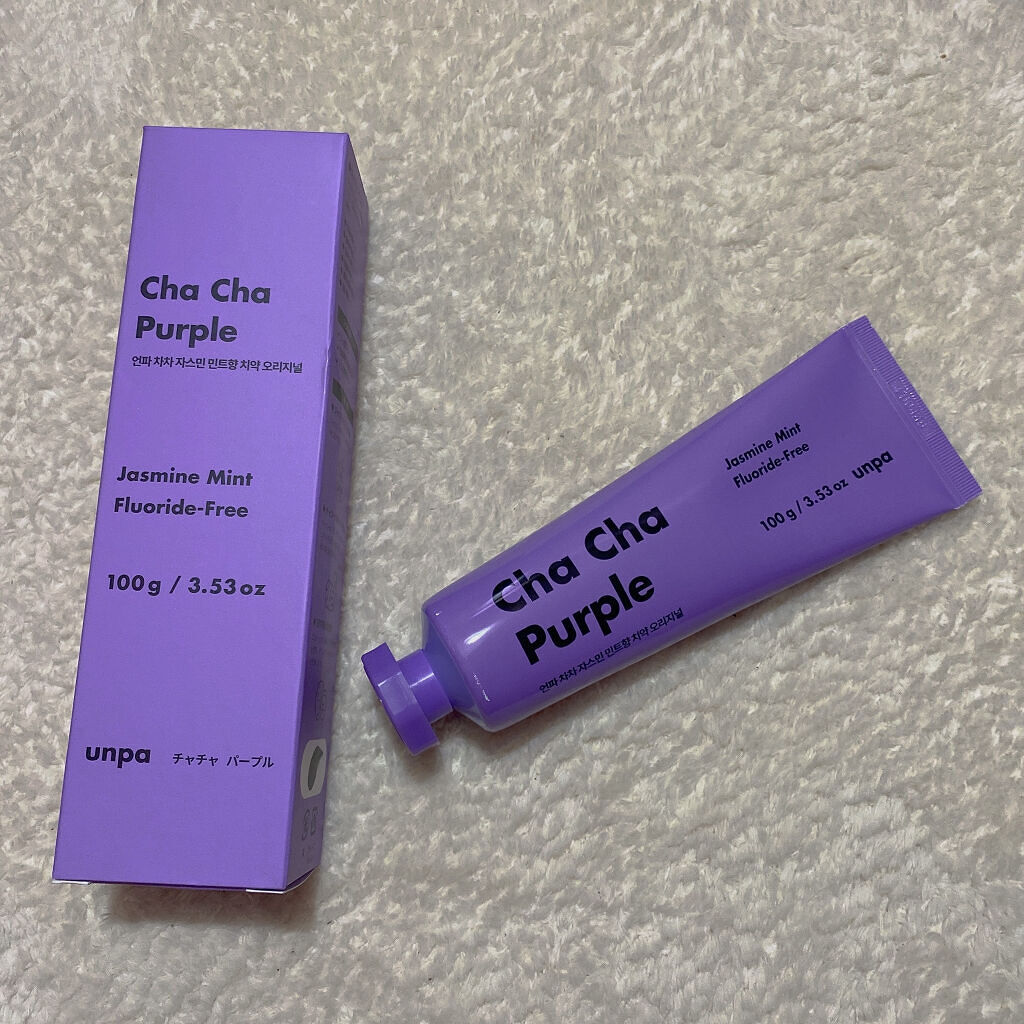 Cha Cha
Purple
언파 차차 자스민 민트향 치약 오리지널
Jasmine Mint
Fluoride-Free
100g / 3.53oz
unpa チャチャ パープル
Cha Cha
Purple
언파 차차 자스민 민트향 치약 오리지널
Jasmine Mint
Fluoride-Free
100g / 3.53oz unpa